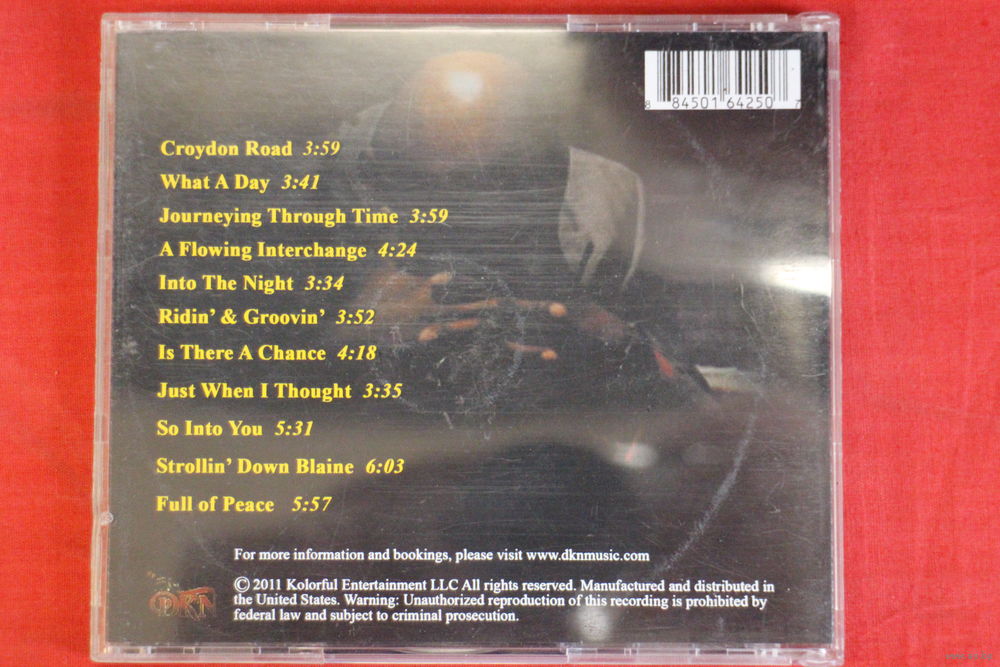 8 84501 64250 7
Croydon Road 3:59
What A Day 3:41
Journeying Through Time 3:59
A Flowing Interchange 4:24
Into The Night 3:34
Ridin' & Groovin' 3:52
Is There A Chance 4:18
Just When I Thought 3:35
So Into You 5:31
Strollin' Down Blaine 6:03
Full of Peace 5:57
For more information and bookings, please visit www.dknmusic.com
© 2011 Kolorful Entertainment LLC All rights reserved. Manufactured and distributed in
the United States. Warning: Unauthorized reproduction of this recording is prohibited by
federal law and subject to criminal prosecution.
DKN